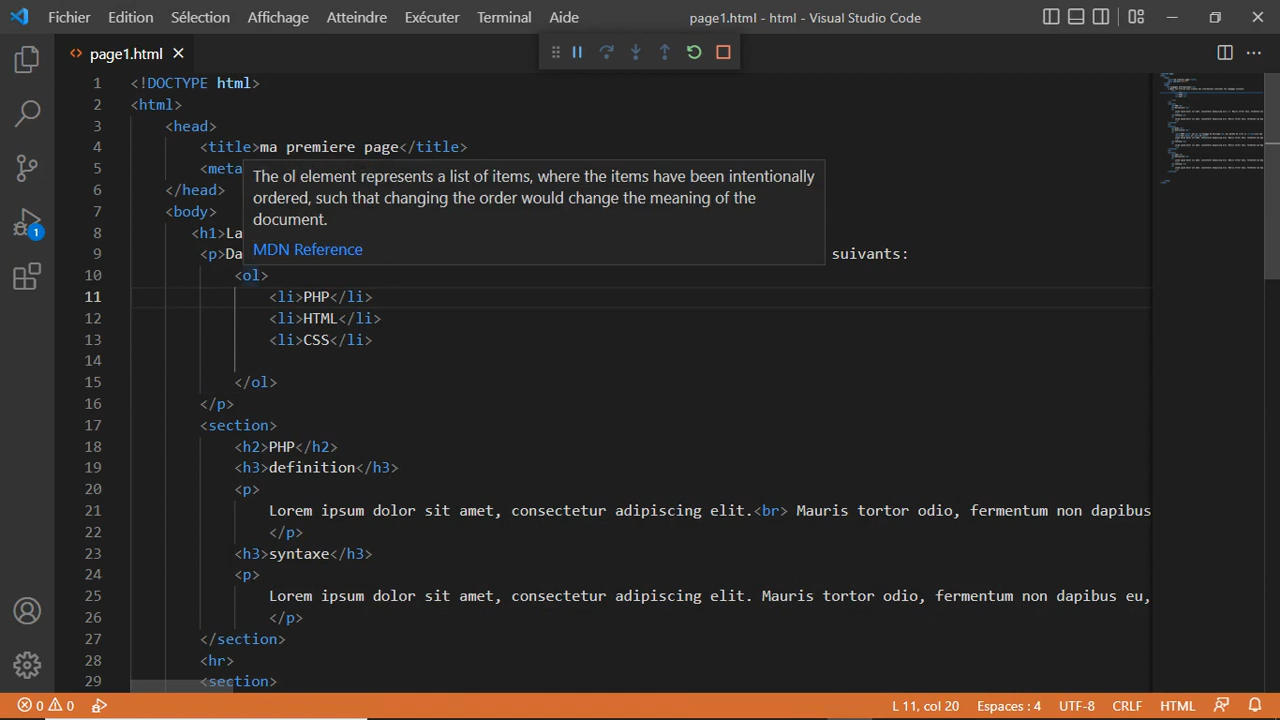 Fichier Edition Sélection Affichage Atteindre Exécuter Terminal Aide page1.html - html - Visual Studio Code
page1.html
1 <!DOCTYPE html>
2 <html>
3 <head>
4 <title>ma premiere page</title>
5 <meta
6 </head>
7 <body>
8 <h1>La
9 <p>Da suivants:
The ol element represents a list of items, where the items have been intentionally
ordered, such that changing the order would change the meaning of the
document.
MDN Reference
10 <ol>
11 <li>PHP</li>
12 <li>HTML</li>
13 <li>CSS</li>
14
15 </ol>
16 </p>
17 <section>
18 <h2>PHP</h2>
19 <h3>definition</h3>
20 <p>
21 Lorem ipsum dolor sit amet, consectetur adipiscing elit.<br> Mauris tortor odio, fermentum non dapibus
22 </p>
23 <h3>syntaxe</h3>
24 <p>
25 Lorem ipsum dolor sit amet, consectetur adipiscing elit. Mauris tortor odio, fermentum non dapibus eu,
26 </p>
27 </section>
28 <hr>
29 <section>
1
0 0 L 11, col 20 Espaces : 4 UTF-8 CRLF HTML